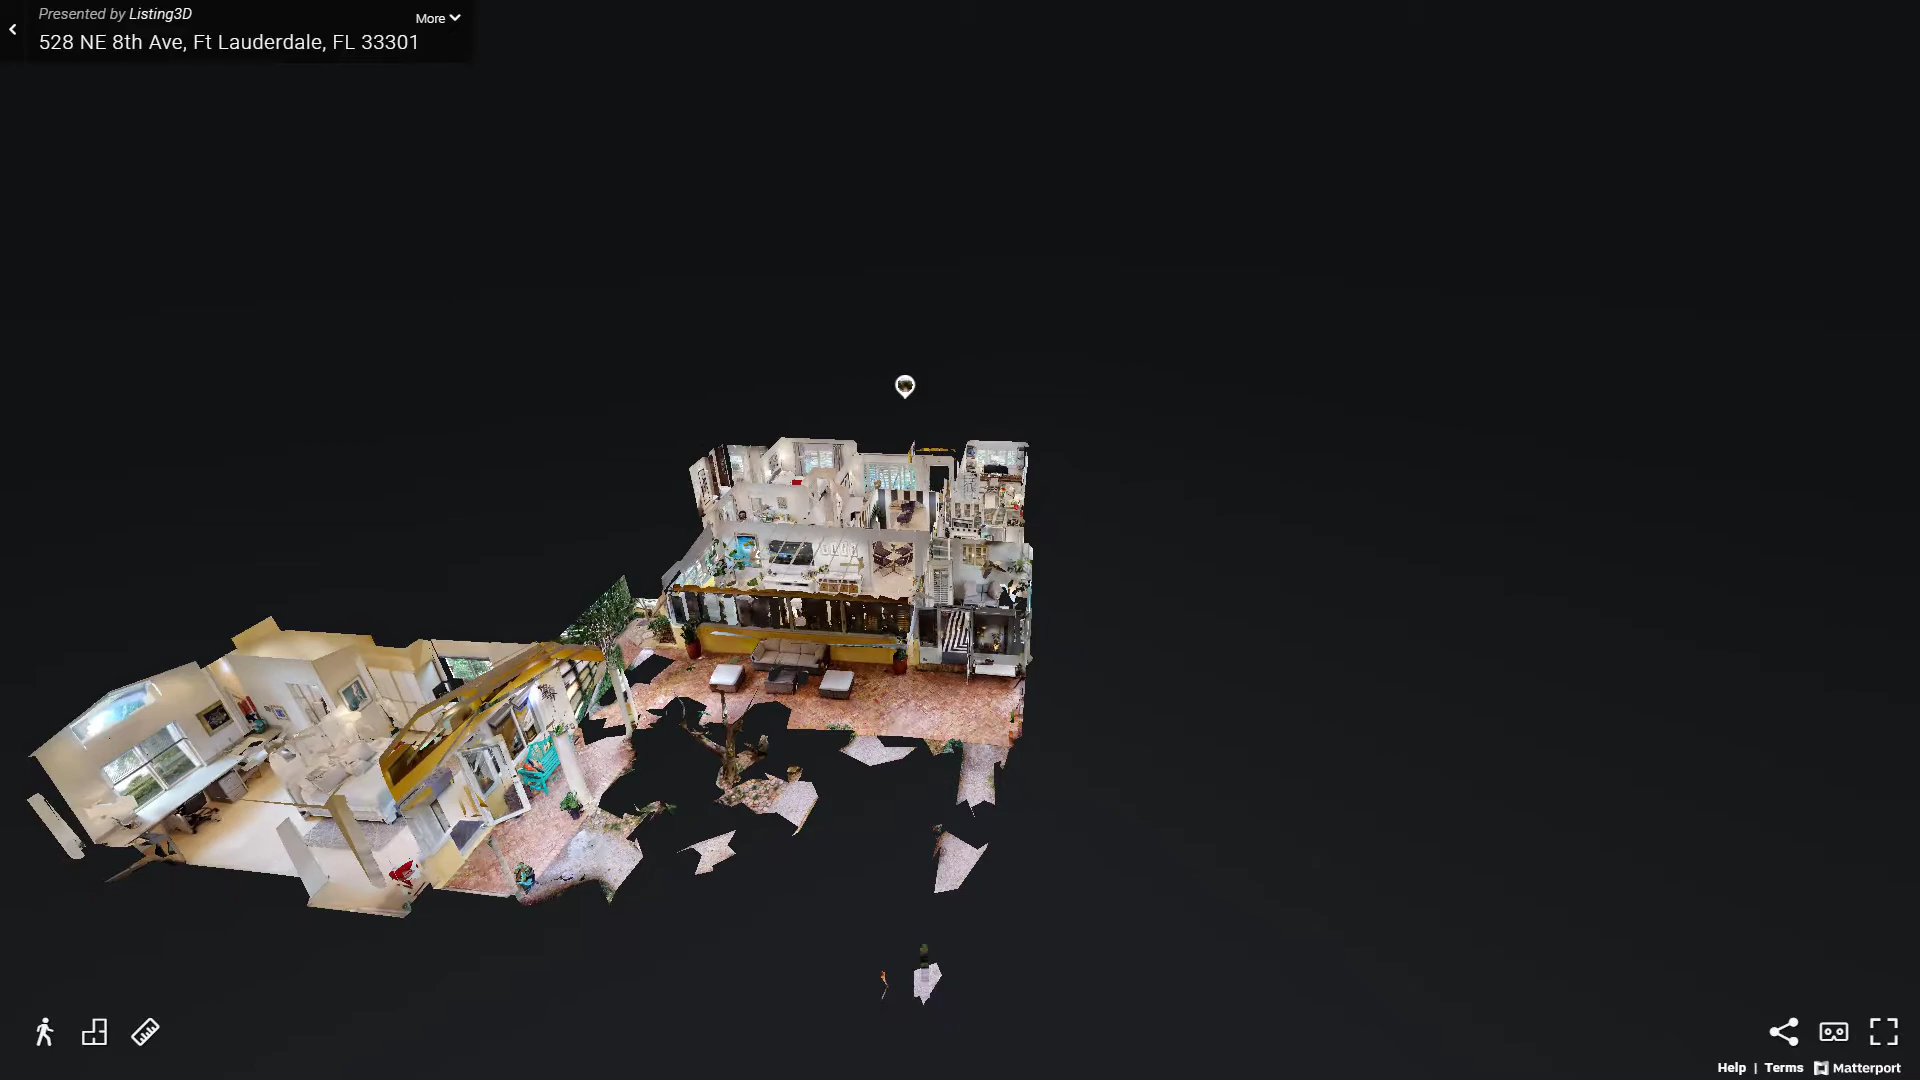 Presented by Listing3D
More
528 NE 8th Ave, Ft Lauderdale, FL 33301
Help | Terms Matterport